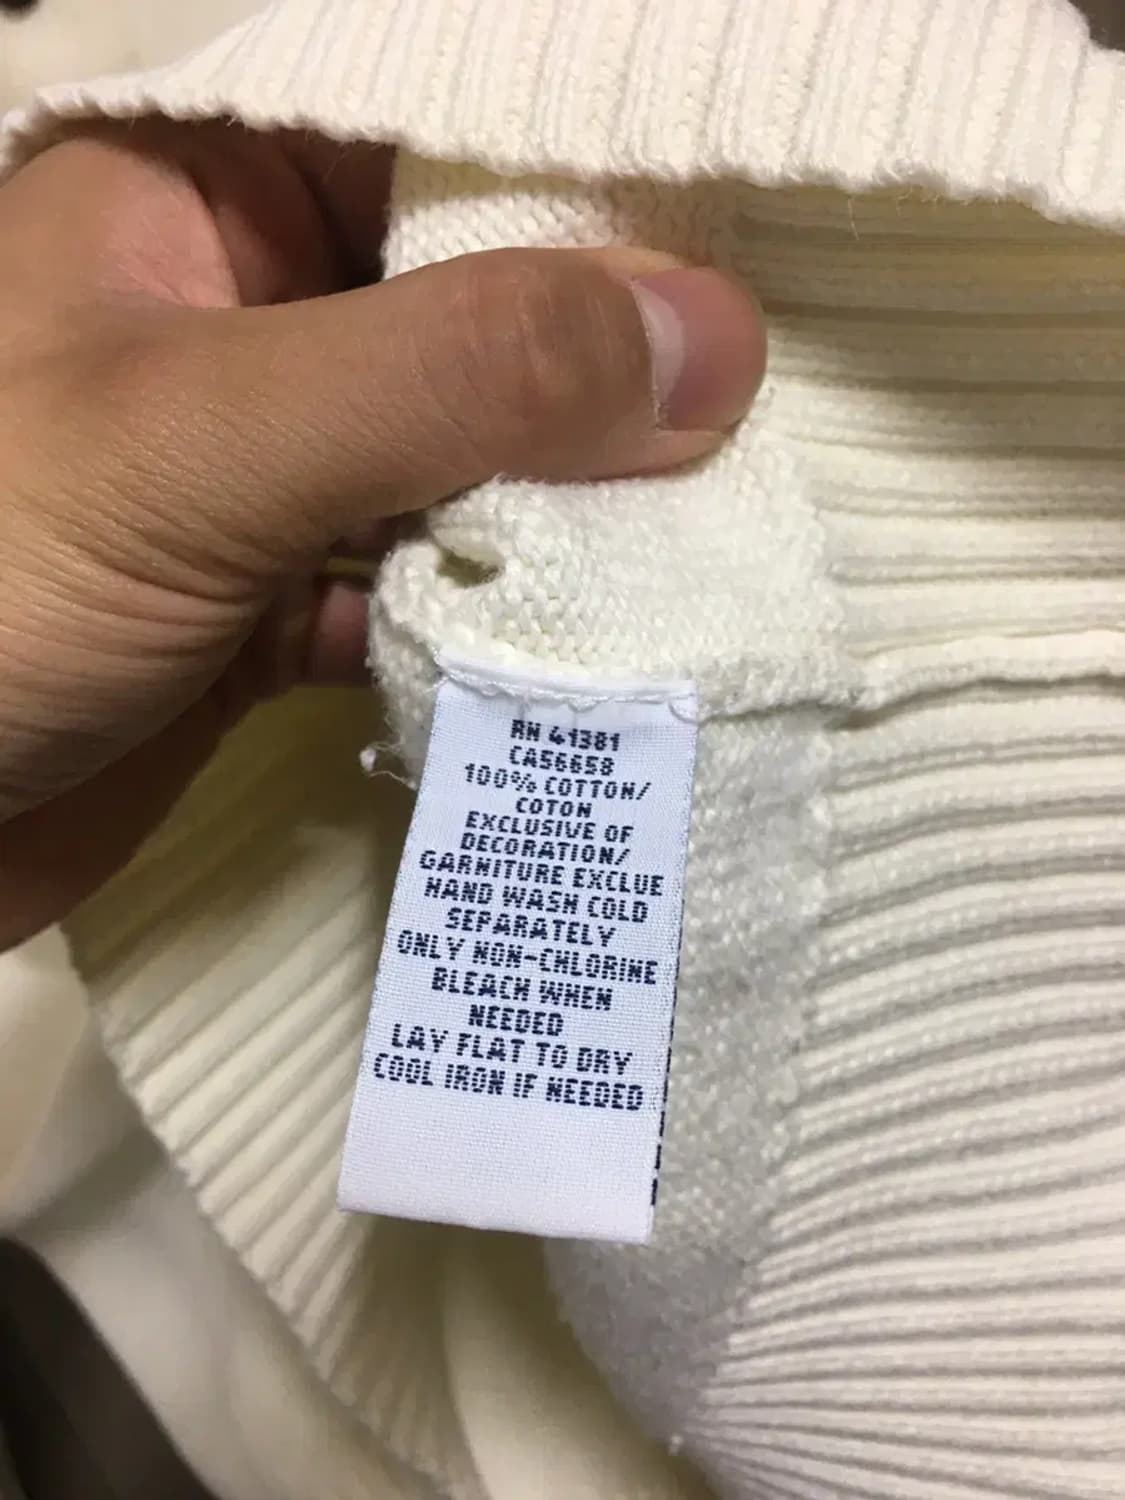 RN 41381
CA56658
100% COTTON/
COTON
EXCLUSIVE OF
DECORATION/
GARNITURE EXCLUE
HAND WASH COLD
SEPARATELY
ONLY NON-CHLORINE
BLEACH WHEN
NEEDED
LAY FLAT TO DRY
COOL IRON IF NEEDED